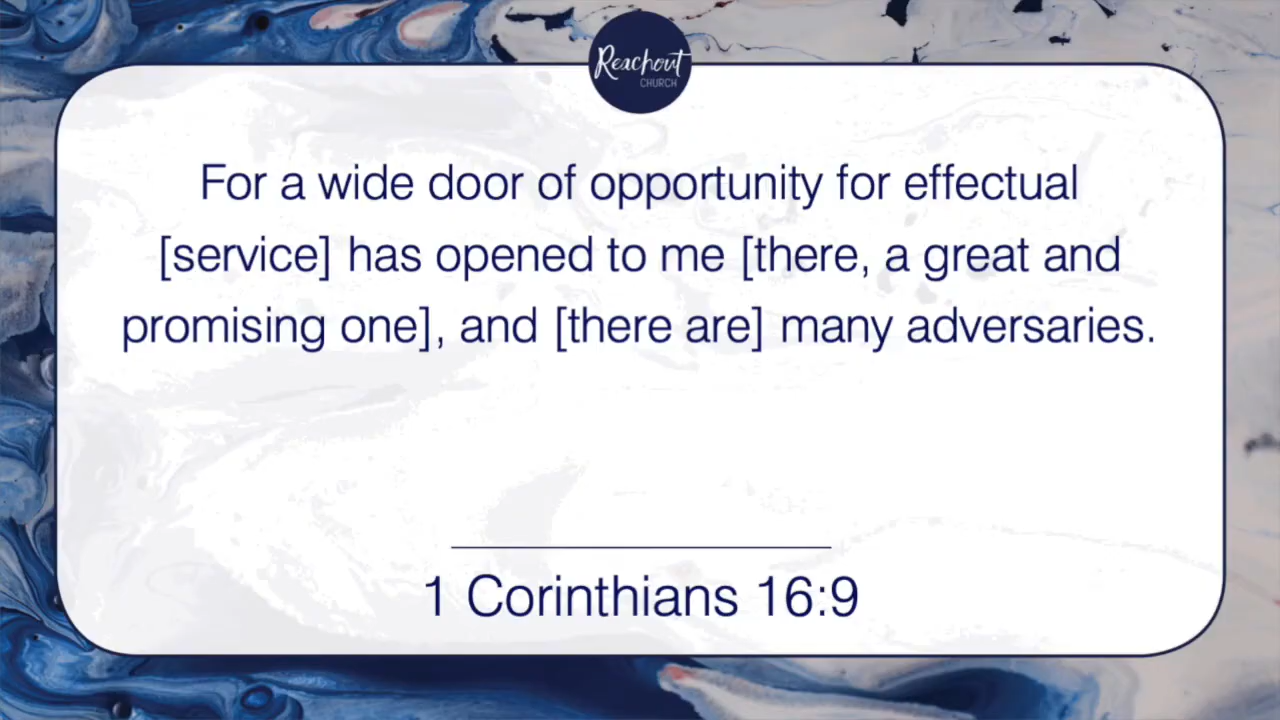 Reachout
CHURCH
For a wide door of opportunity for effectual
[service] has opened to me [there, a great and
promising one], and [there are] many adversaries.
1 Corinthians 16:9